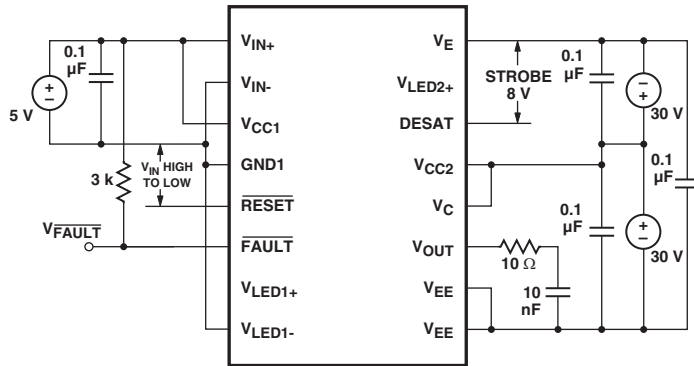 0.1
µF
+
−
5 V
3 k
V_IN HIGH
TO LOW
V_FAULT
V_IN+
V_IN-
V_CC1
GND1
RESET
FAULT
V_LED1+
V_LED1-
V_E
V_LED2+
DESAT
V_CC2
V_C
V_OUT
V_EE
V_EE
STROBE
8 V
10 Ω
10
nF
0.1
µF
−
+
30 V
0.1
µF
0.1
µF
+
−
30 V